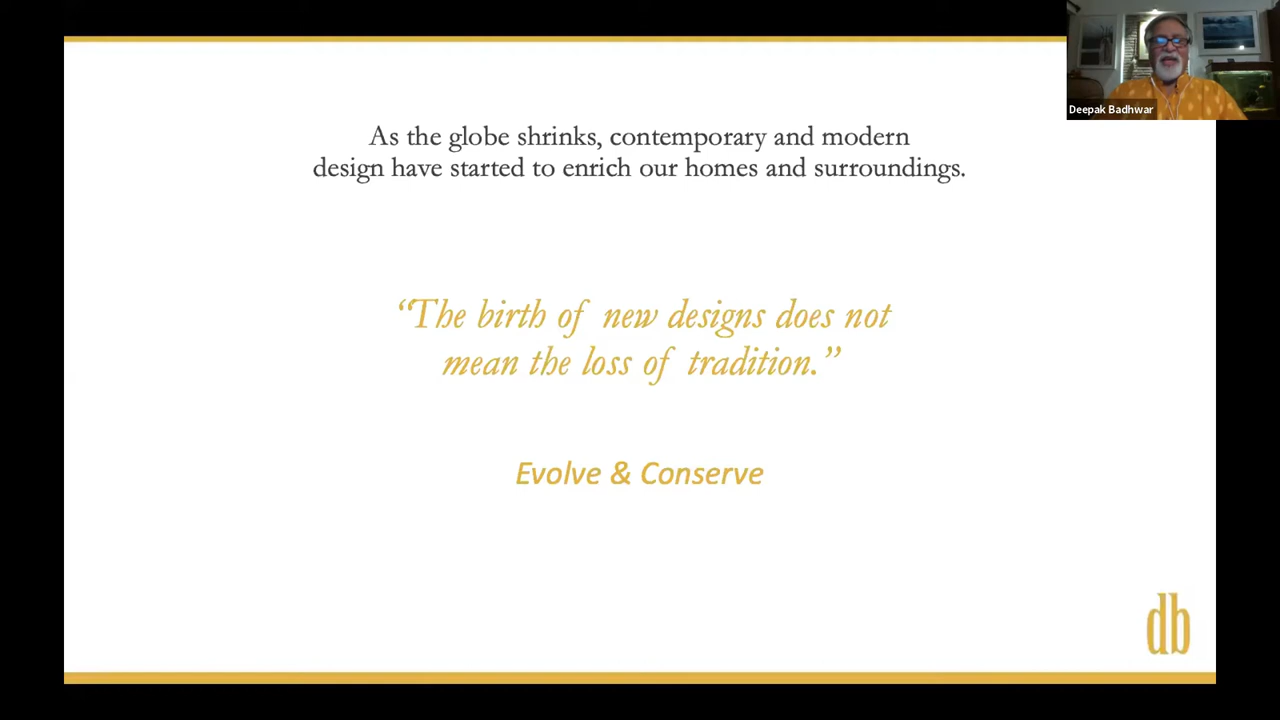 Deepak Badhwar
As the globe shrinks, contemporary and modern
design have started to enrich our homes and surroundings.
“The birth of new designs does not
mean the loss of tradition.”
Evolve & Conserve
db